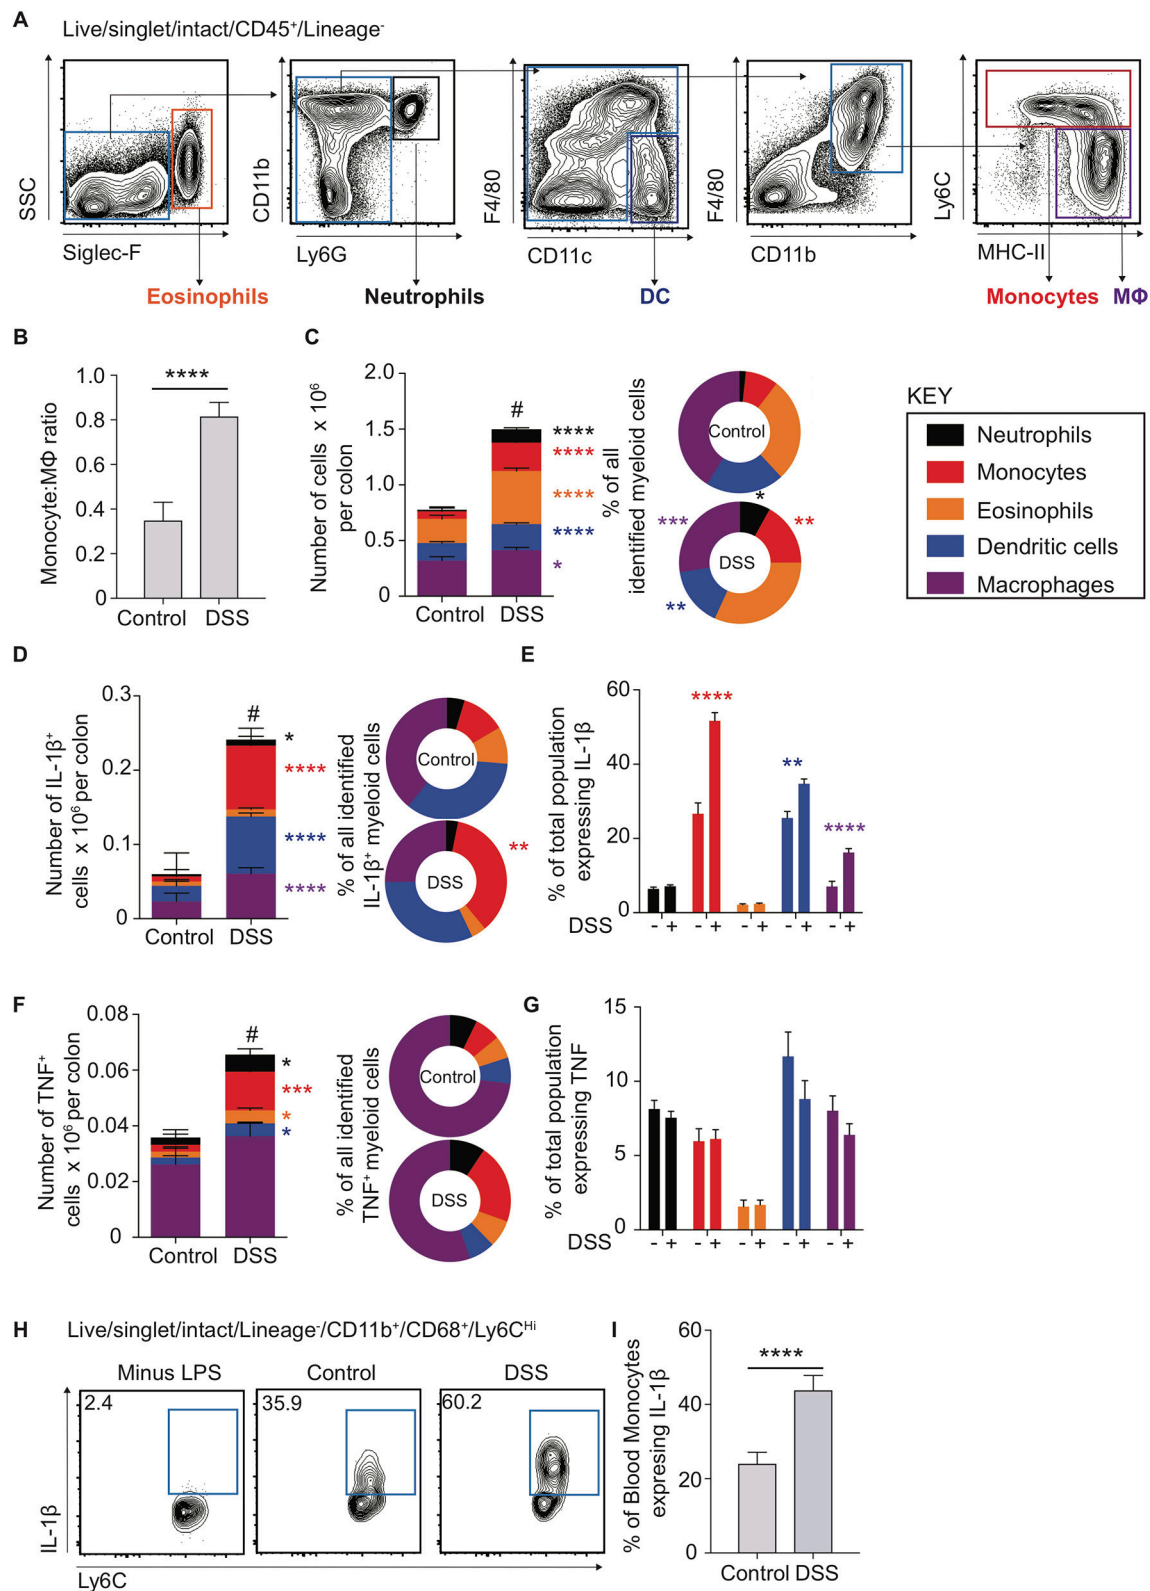 A
Live/singlet/intact/CD45⁺/Lineage⁻
SSC
Siglec-F
CD11b
Ly6G
F4/80
CD11c
F4/80
CD11b
Ly6C
MHC-II
Eosinophils
Neutrophils
DC
Monocytes
MΦ
B
Monocyte:MΦ ratio
1.0
0.8
0.6
0.4
0.2
0
****
Control
DSS
C
Number of cells x 10⁶
per colon
2.0
1.5
1.0
0.5
0
#
****
****
****
****
*
Control
DSS
% of all
identified myeloid cells
Control
DSS
*
**
***
**
KEY
Neutrophils
Monocytes
Eosinophils
Dendritic cells
Macrophages
D
Number of IL-1β⁺
cells x 10⁶ per colon
0.3
0.2
0.1
0
#
*
****
****
****
Control
DSS
% of all identified
IL-1β⁺ myeloid cells
Control
DSS
**
E
% of total population
expressing IL-1β
60
40
20
0
****
**
****
DSS - + - + - + - + - +
F
Number of TNF⁺
cells x 10⁶ per colon
0.08
0.06
0.04
0.02
0
#
*
***
*
*
Control
DSS
% of all identified
TNF⁺ myeloid cells
Control
DSS
G
% of total population
expressing TNF
15
10
5
0
DSS - + - + - + - + - +
H
Live/singlet/intact/Lineage⁻/CD11b⁺/CD68⁺/Ly6Cᴴⁱ
Minus LPS
Control
DSS
2.4
35.9
60.2
IL-1β
Ly6C
I
% of Blood Monocytes
expresing IL-1β
60
40
20
0
****
Control DSS